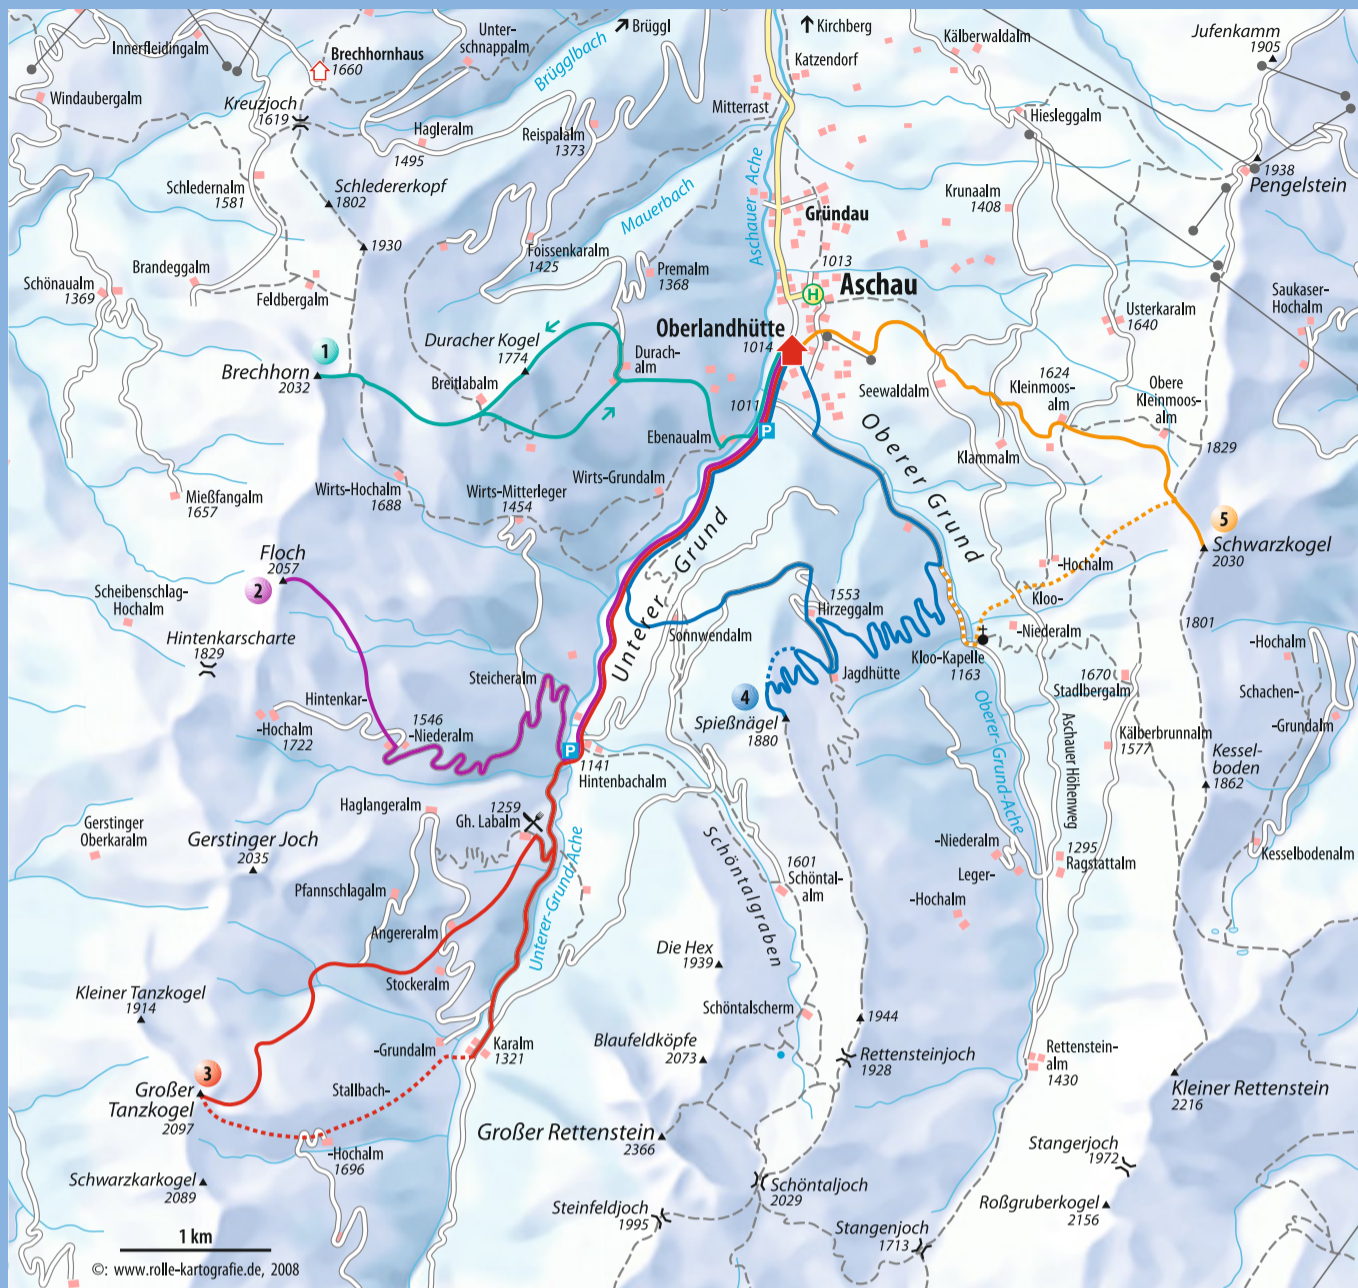 Innerfleidingalm
Windaubergalm
Brechhornhaus
1660
Unter-
schnappalm
Brüggl
Brügglbach
Kirchberg
Katzendorf
Mitterrast
Kälberwaldalm
Jufenkamm
1905
Hiesleggalm
Kreuzjoch
1619
Hagleralm
1495
Reispalalm
1373
Schledernalm
1581
Schledererkopf
1802
1930
Mauerbach
Aschauer Ache
Gründau
Krunaalm
1408
1938
Pengelstein
Foissenkaralm
1425
Premalm
1368
1013
H
Aschau
Schönaualm
1369
Brandeggalm
Feldbergalm
Usterkaralm
1640
Saukaser-
Hochalm
Oberlandhütte
1014
Duracher Kogel
1774
Durach-
alm
1
Brechhorn
2032
Breitlabalm
1011
P
Ebenaualm
Seewaldalm
1624
Kleinmoos-
alm
Obere
Kleinmoos-
alm
1829
Klammalm
Oberer Grund
Mießfangalm
1657
Wirts-Hochalm
1688
Wirts-Mitterleger
1454
Wirts-Grundalm
Unterer Grund
5
Schwarzkogel
2030
Floch
2057
2
Scheibenschlag-
Hochalm
Hintenkarscharte
1829
-Hochalm
Kloo-
-Niederalm
1553
Hirzeggalm
Sonnwendalm
Kloo-Kapelle
1163
1801
-Hochalm
Schachen-
-Grundalm
Jagdhütte
1670
Stadlbergalm
Steicheralm
Hintenkar-
-Hochalm
1722
1546
-Niederalm
4
Spießnägel
1880
Oberer-Grund-Ache
Aschauer Höhenweg
Kälberbrunnalm
1577
Kessel-
boden
1862
P
1141
Hintenbachalm
Haglangeralm
1259
Gh. Labalm
Gerstinger
Oberkaralm
Gerstinger Joch
2035
Pfannschlagalm
Unterer-Grund-Ache
Schöntalgraben
1601
Schöntal-
alm
-Niederalm
Leger-
-Hochalm
1295
Ragstattalm
Kesselbodenalm
Angereralm
Stockeralm
Die Hex
1939
Schöntalscherm
Kleiner Tanzkogel
1914
-Grundalm
Karalm
1321
Stallbach-
-Hochalm
1696
Blaufeldköpfe
2073
1944
Rettensteinjoch
1928
Rettenstein-
alm
1430
Kleiner Rettenstein
2216
3
Großer
Tanzkogel
2097
Großer Rettenstein
2366
Schwarzkarkogel
2089
Stangerjoch
1972
Schöntaljoch
2029
Steinfeldjoch
1995
Stangenjoch
1713
Roßgruberkogel
2156
1 km
©: www.rolle-kartografie.de, 2008